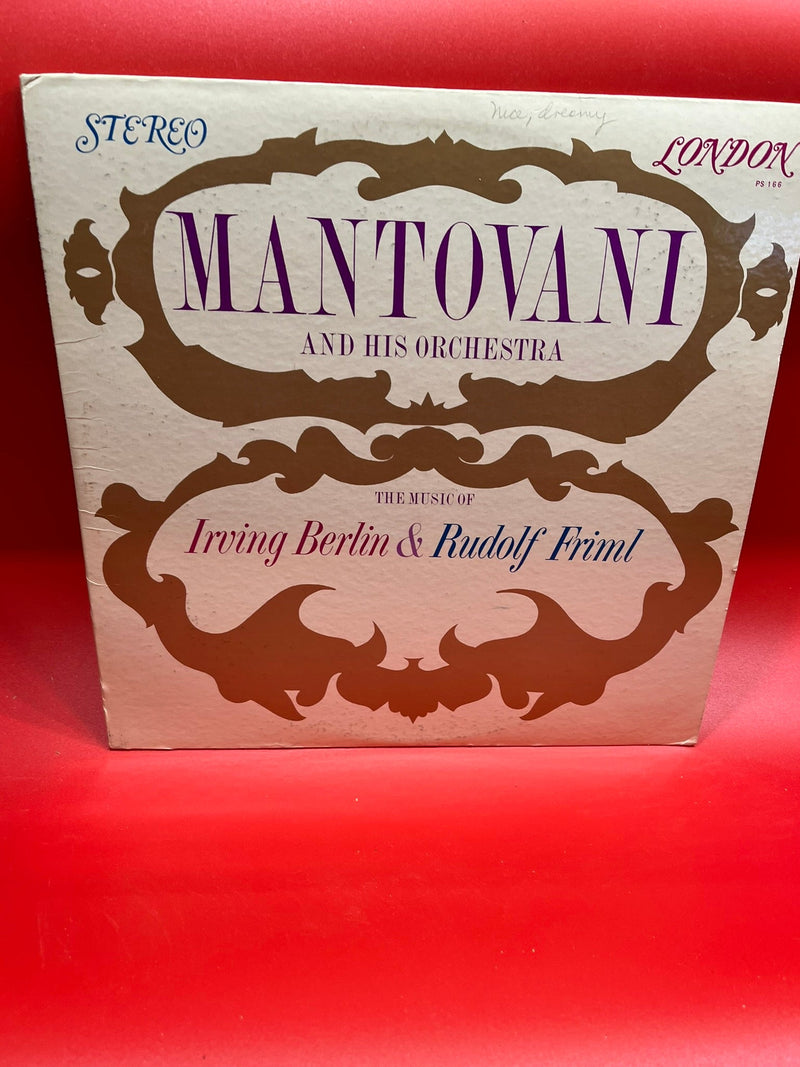 Nice, dreamy
STEREO
LONDON
PS 166
MANTOVANI
AND HIS ORCHESTRA
THE MUSIC OF
Irving Berlin & Rudolf Friml